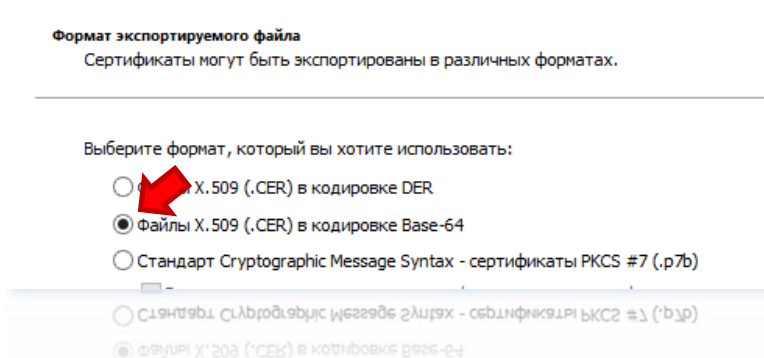 Формат экспортируемого файла
Сертификаты могут быть экспортированы в различных форматах.
Выберите формат, который вы хотите использовать:
X.509 (.CER) в кодировке DER
Файлы X.509 (.CER) в кодировке Base-64
Стандарт Cryptographic Message Syntax - сертификаты PKCS #7 (.p7b)